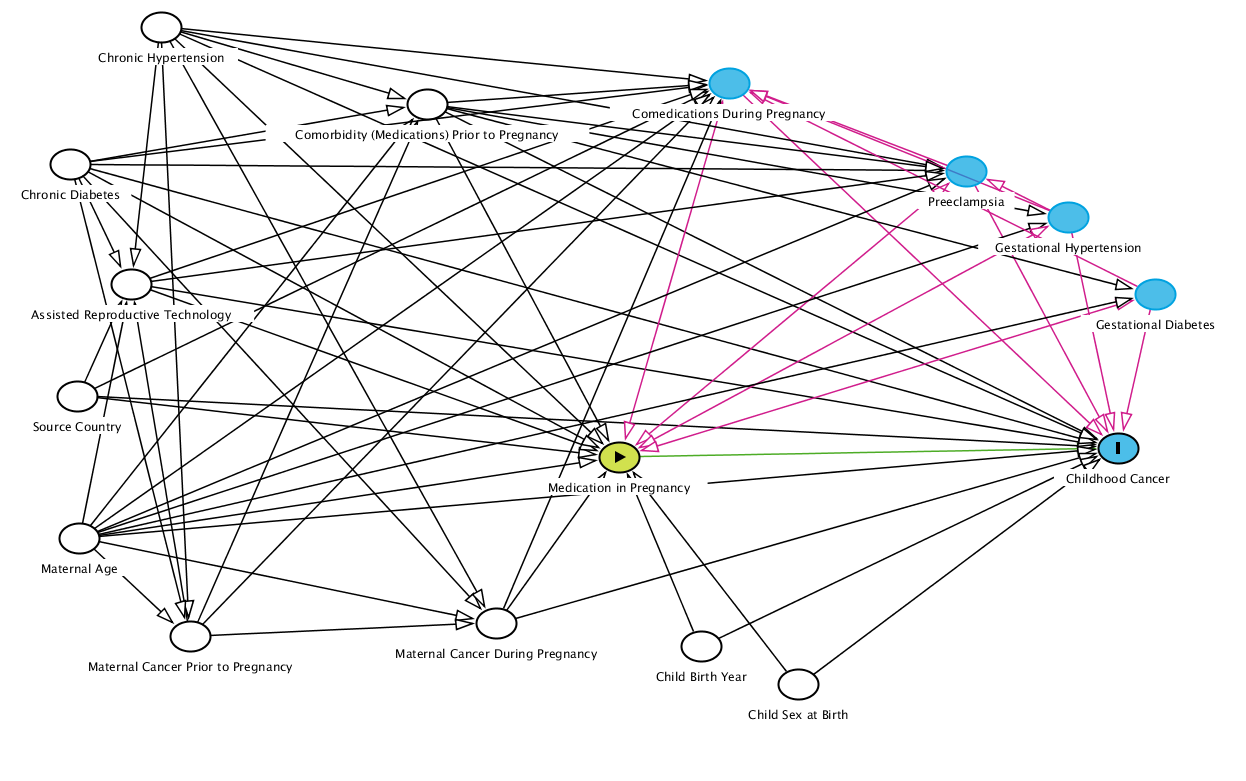 Chronic Hypertension
Comedications During Pregnancy
Comorbidity (Medications) Prior to Pregnancy
Chronic Diabetes
Preeclampsia
Gestational Hypertension
Assisted Reproductive Technology
Gestational Diabetes
Source Country
Medication in Pregnancy
Childhood Cancer
Maternal Age
Maternal Cancer Prior to Pregnancy
Maternal Cancer During Pregnancy
Child Birth Year
Child Sex at Birth